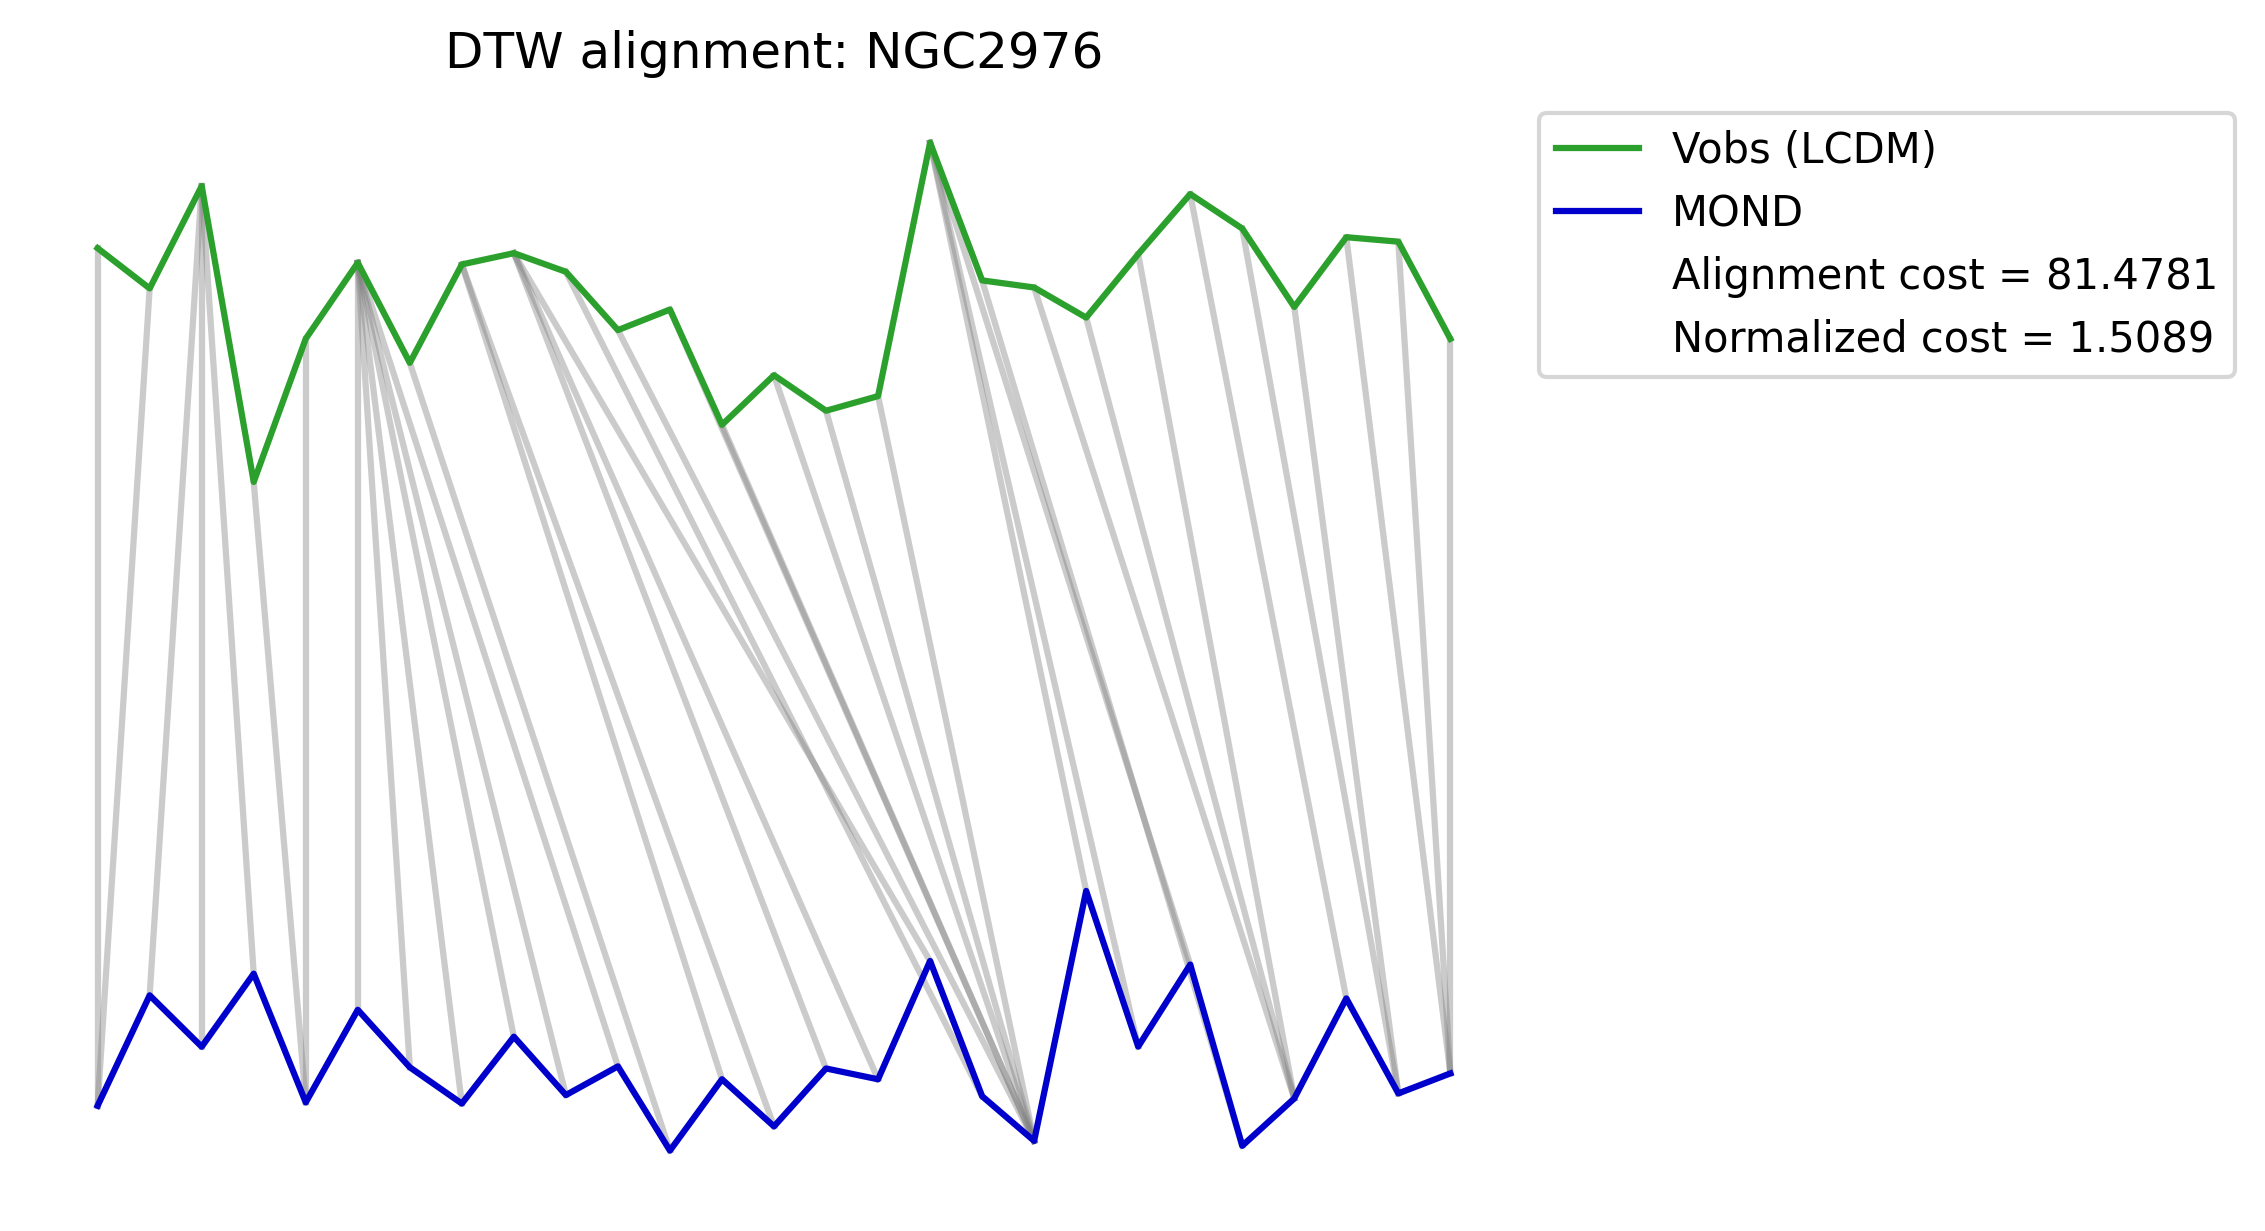 DTW alignment: NGC2976
Vobs (LCDM)
MOND
Alignment cost = 81.4781
Normalized cost = 1.5089